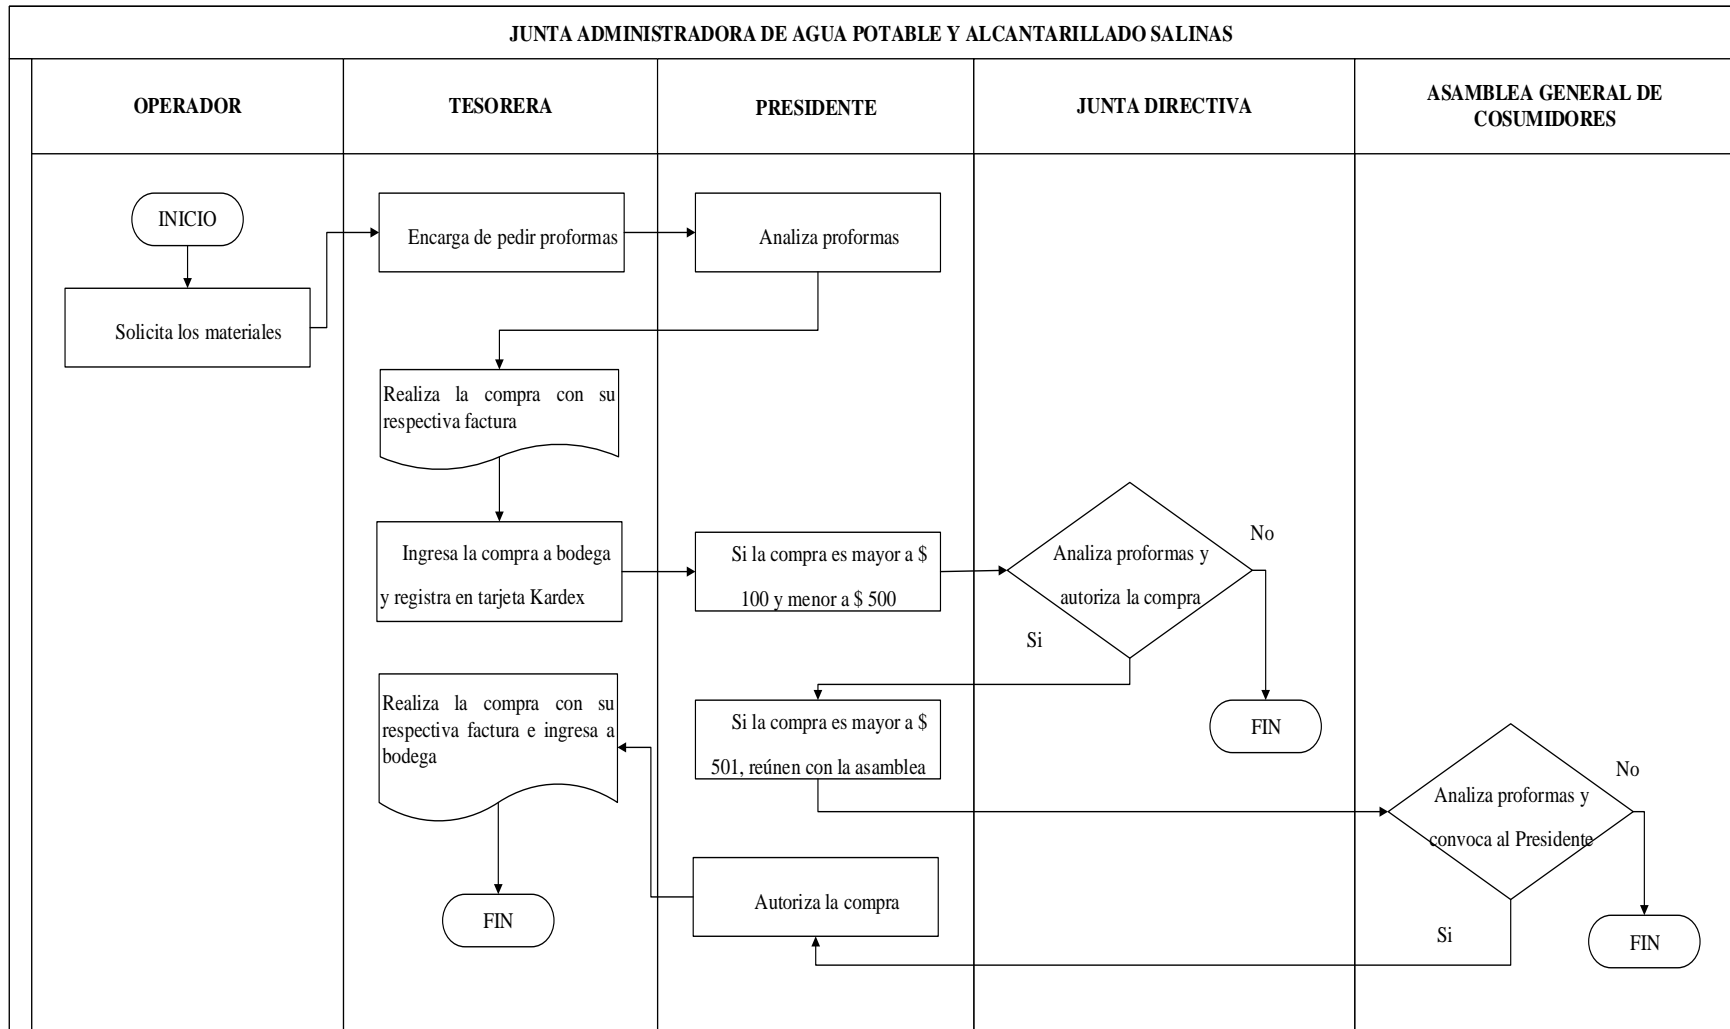 JUNTA ADMINISTRADORA DE AGUA POTABLE Y ALCANTARILLADO SALINAS
OPERADOR
TESORERA
PRESIDENTE
JUNTA DIRECTIVA
ASAMBLEA GENERAL DE
COSUMIDORES
INICIO
Solicita los materiales
Encarga de pedir proformas
Analiza proformas
Realiza la compra con su
respectiva factura
Ingresa la compra a bodega
y registra en tarjeta Kardex
Si la compra es mayor a $
100 y menor a $ 500
Analiza proformas y
autoriza la compra
No
Si
FIN
Si la compra es mayor a $
501, reúnen con la asamblea
Analiza proformas y
convoca al Presidente
No
Si
FIN
Autoriza la compra
Realiza la compra con su
respectiva factura e ingresa a
bodega
FIN